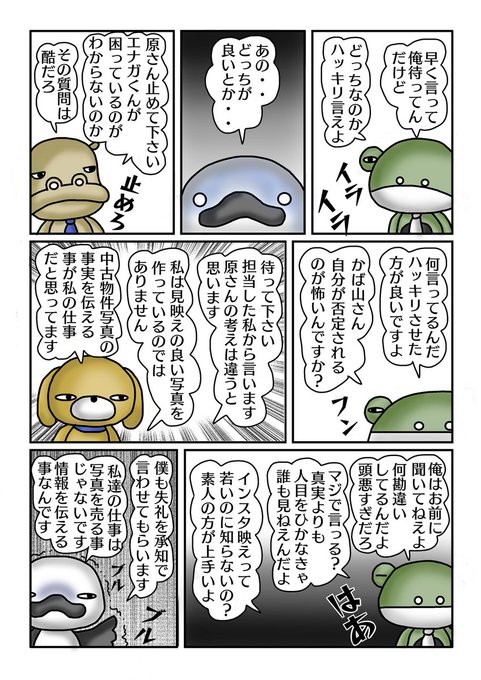 早く言って
俺待ってん
だけど
どっちなのか
ハッキリ言えよ
イラ
イラ
あの・・
どっちが
良いとか・・
原さん止めて下さい
エナガくんが
困っているのが
わからないのか
その質問は
酷だろ
止めろ
何言ってるんだ
ハッキリさせた
方が良いですよ
かば山さん
自分が否定される
のが怖いんですか?
フン
待って下さい
担当した私から言います
原さんの考えは違うと
思います
私は見映えの良い写真を
作っているのでは
ありません
中古物件写真の
事実を伝える
事が私の仕事
だと思ってます
俺はお前に
聞いてねえよ
何勘違い
してるんだよ
頭悪すぎだろ
はあ
マジで言ってる?
真実よりも
人目をひかなきゃ
誰も見ねえんだよ
インスタ映えって
若いのに知らないの?
素人の方が上手いよ
僕も失礼を承知で
言わせてもらいます
私達の仕事は
写真を売る事
じゃないです
情報を伝える
事なんです
ブル
ブル